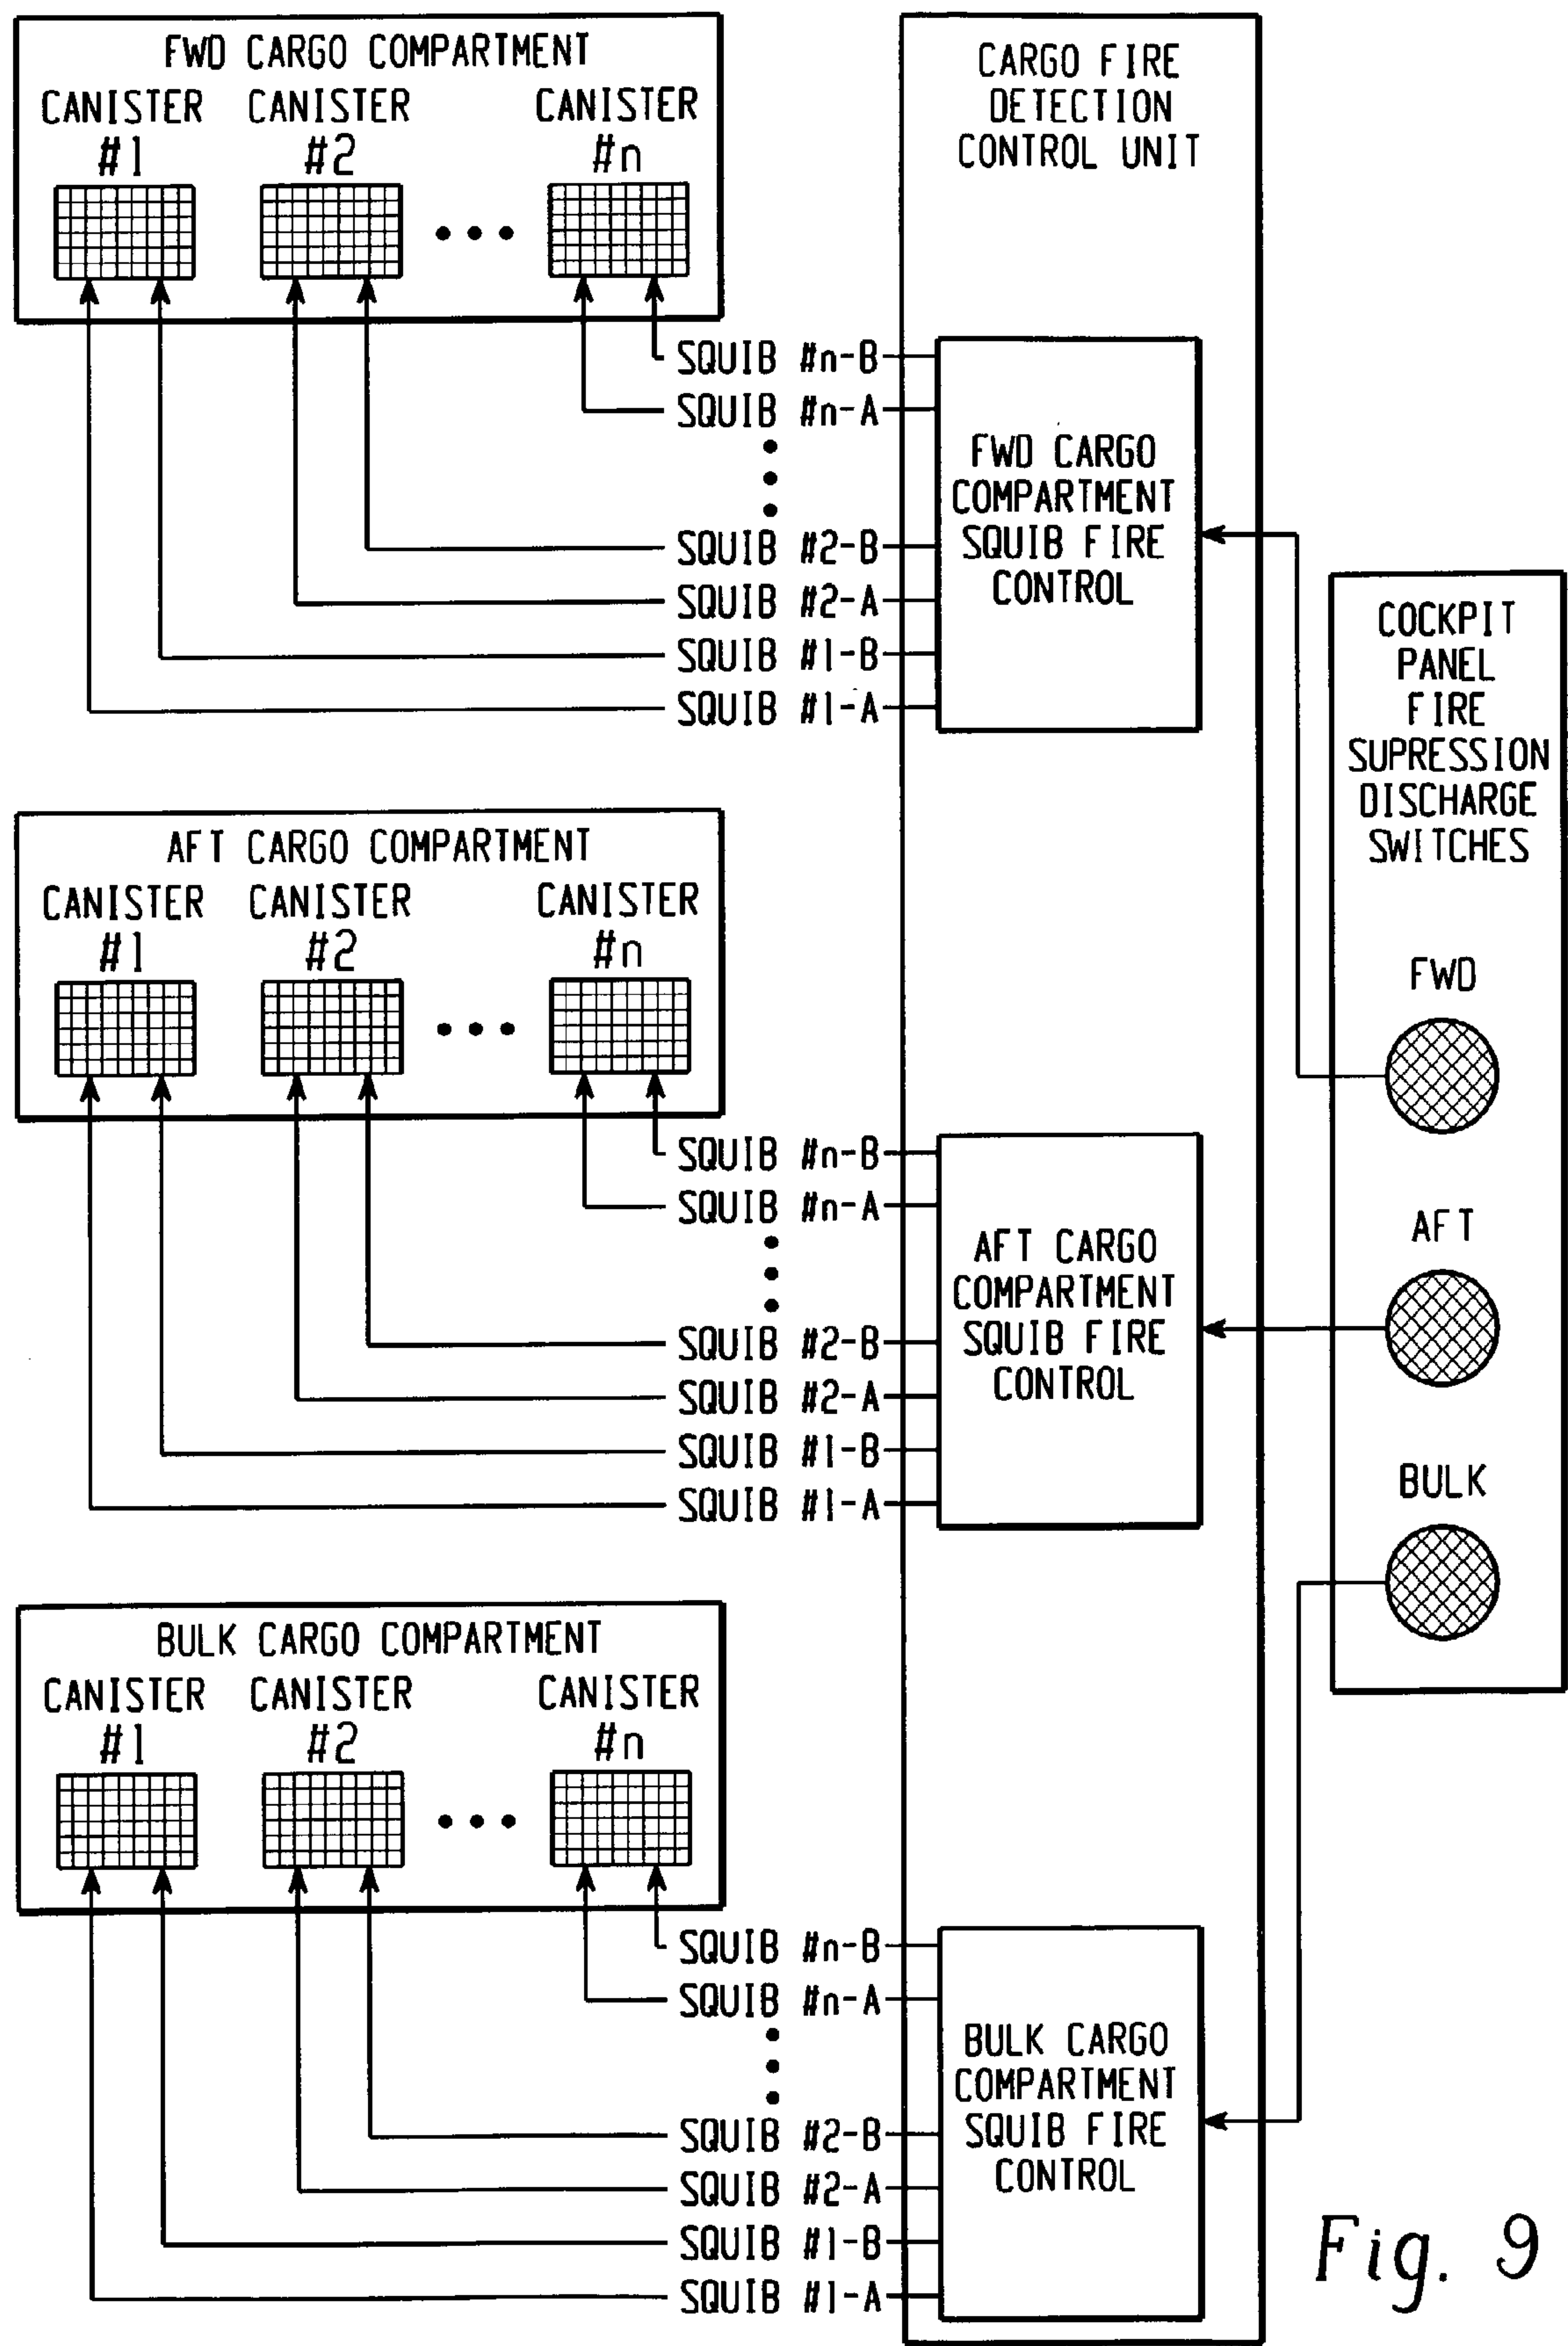 FWD CARGO COMPARTMENT
CANISTER #1
CANISTER #2
CANISTER #n
SQUIB #n-B
SQUIB #n-A
SQUIB #2-B
SQUIB #2-A
SQUIB #1-B
SQUIB #1-A
AFT CARGO COMPARTMENT
CANISTER #1
CANISTER #2
CANISTER #n
SQUIB #n-B
SQUIB #n-A
SQUIB #2-B
SQUIB #2-A
SQUIB #1-B
SQUIB #1-A
BULK CARGO COMPARTMENT
CANISTER #1
CANISTER #2
CANISTER #n
SQUIB #n-B
SQUIB #n-A
SQUIB #2-B
SQUIB #2-A
SQUIB #1-B
SQUIB #1-A
CARGO FIRE
DETECTION
CONTROL UNIT
FWD CARGO
COMPARTMENT
SQUIB FIRE
CONTROL
AFT CARGO
COMPARTMENT
SQUIB FIRE
CONTROL
BULK CARGO
COMPARTMENT
SQUIB FIRE
CONTROL
COCKPIT
PANEL
FIRE
SUPRESSION
DISCHARGE
SWITCHES
FWD
AFT
BULK
Fig. 9